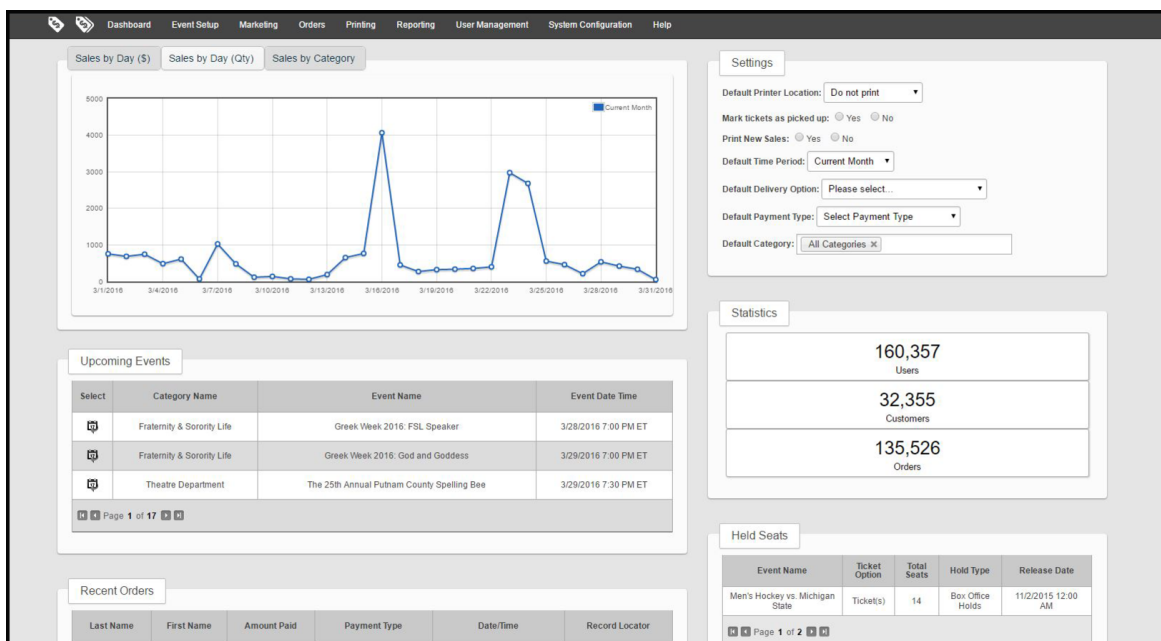 Dashboard Event Setup Marketing Orders Printing Reporting User Management System Configuration Help
Sales by Day ($) Sales by Day (Qty) Sales by Category
Current Month
5000
4000
3000
2000
1000
0
3/1/2016 3/4/2016 3/7/2016 3/10/2016 3/13/2016 3/16/2016 3/19/2016 3/22/2016 3/25/2016 3/28/2016 3/31/2016
Upcoming Events
Select Category Name Event Name Event Date Time
Fraternity & Sorority Life Greek Week 2016: FSL Speaker 3/28/2016 7:00 PM ET
Fraternity & Sorority Life Greek Week 2016: God and Goddess 3/29/2016 7:00 PM ET
Theatre Department The 25th Annual Putnam County Spelling Bee 3/29/2016 7:30 PM ET
Page 1 of 17
Recent Orders
Last Name First Name Amount Paid Payment Type Date/Time Record Locator
Settings
Default Printer Location: Do not print
Mark tickets as picked up: Yes No
Print New Sales: Yes No
Default Time Period: Current Month
Default Delivery Option: Please select...
Default Payment Type: Select Payment Type
Default Category: All Categories
Statistics
160,357
Users
32,355
Customers
135,526
Orders
Held Seats
Event Name Ticket Option Total Seats Hold Type Release Date
Men's Hockey vs. Michigan State Ticket(s) 14 Box Office Holds 11/2/2015 12:00 AM
Page 1 of 2